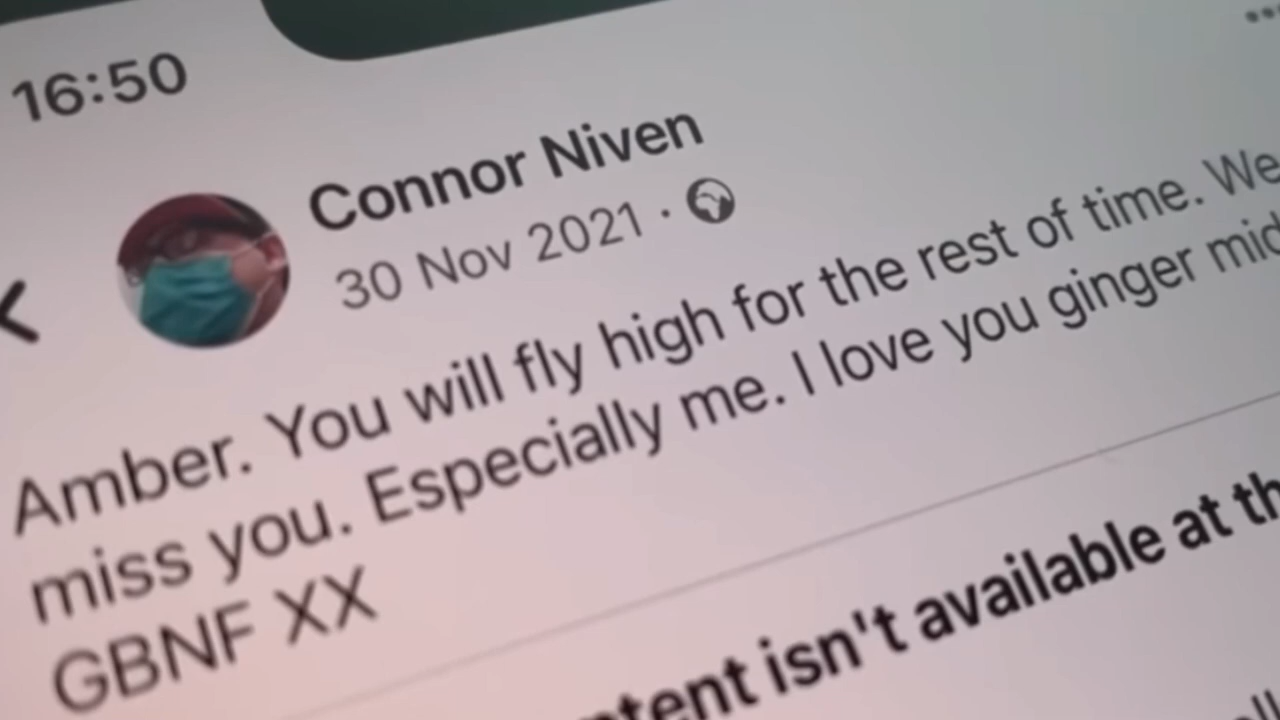 16:50
Connor Niven
30 Nov 2021 ·
Amber. You will fly high for the rest of time. We
miss you. Especially me. I love you ginger
GBNF XX
isn't available at